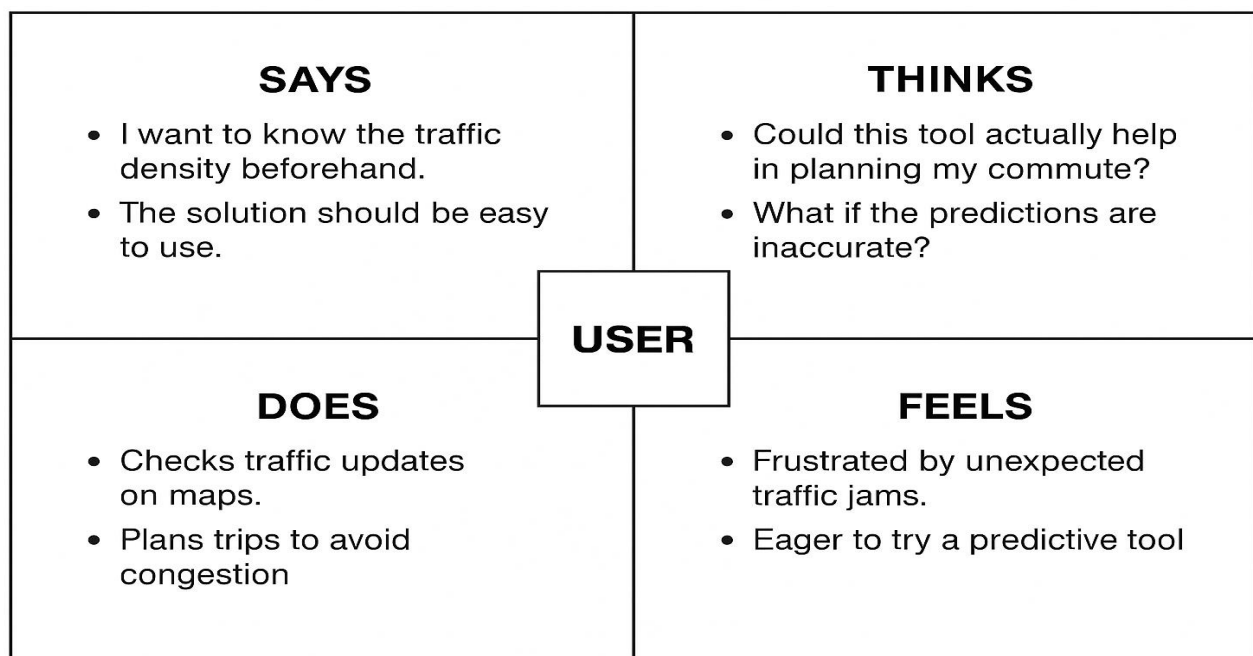 SAYS
• I want to know the traffic
density beforehand.
• The solution should be easy
to use.
THINKS
• Could this tool actually help
in planning my commute?
• What if the predictions are
inaccurate?
USER
DOES
• Checks traffic updates
on maps.
• Plans trips to avoid
congestion
FEELS
• Frustrated by unexpected
traffic jams.
• Eager to try a predictive tool